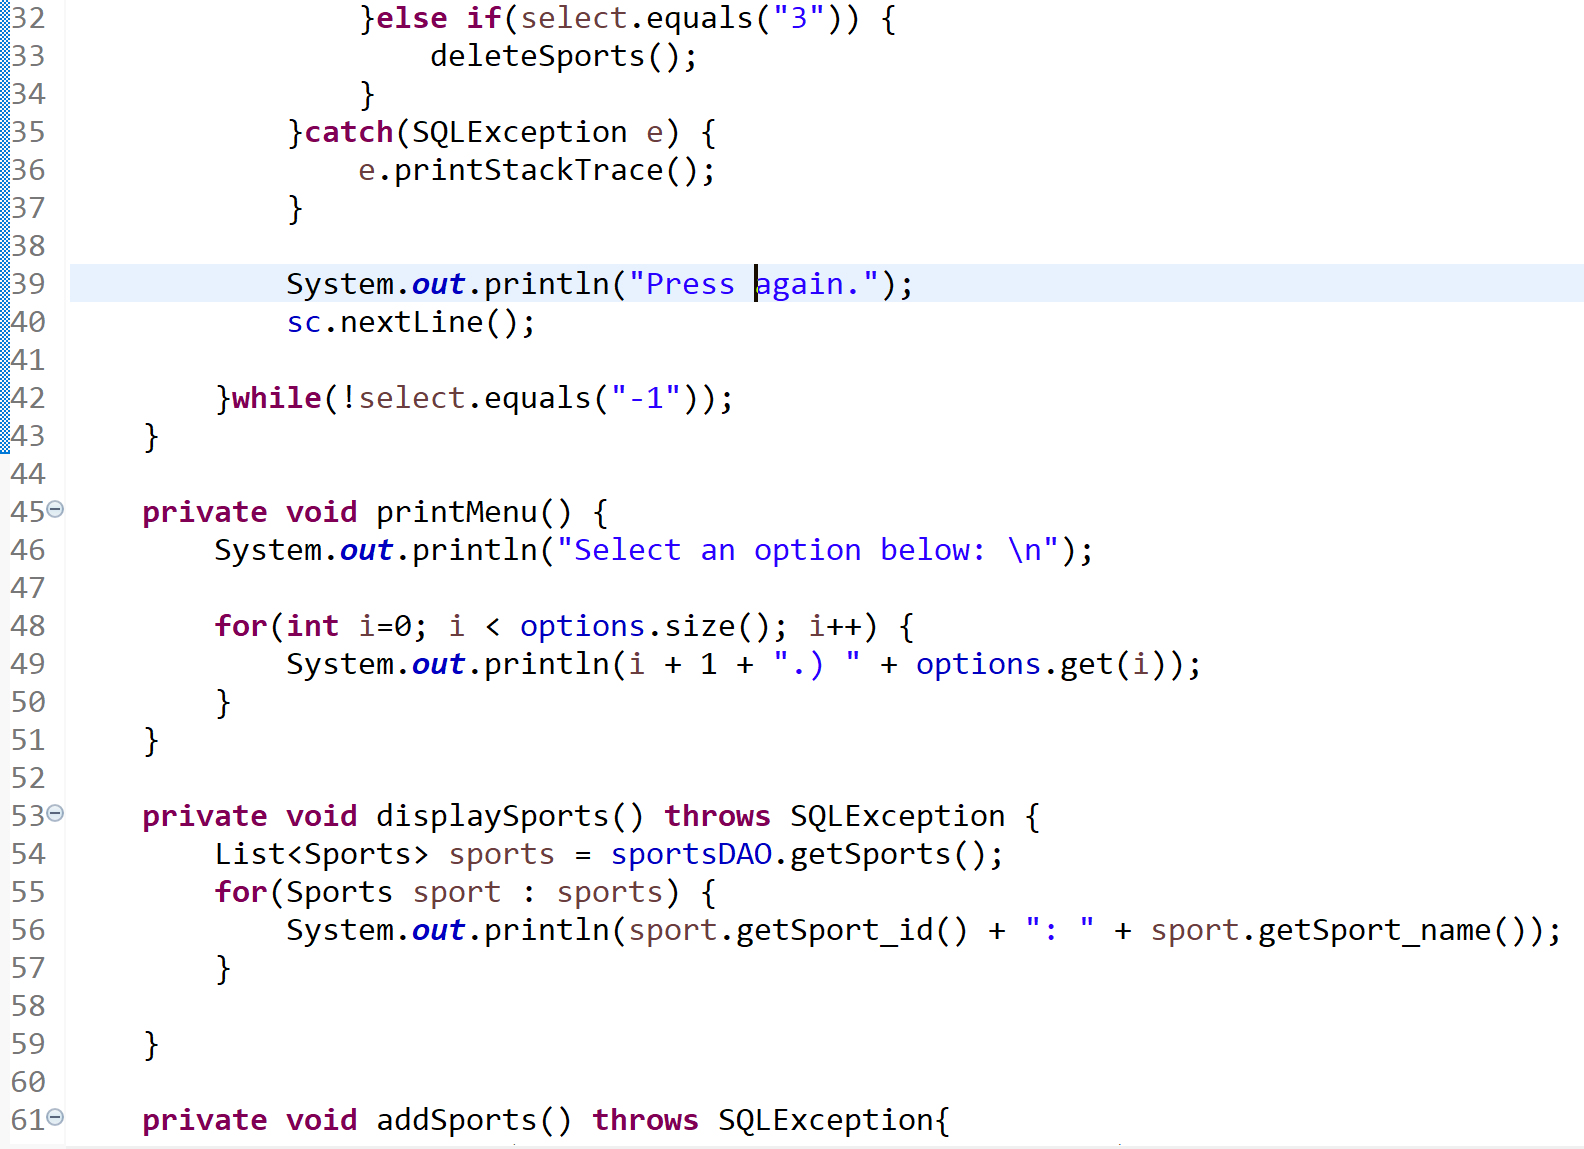 32 }else if(select.equals("3")) {
33 deleteSports();
34 }
35 }catch(SQLException e) {
36 e.printStackTrace();
37 }
38
39 System.out.println("Press again.");
40 sc.nextLine();
41
42 }while(!select.equals("-1"));
43 }
44
45 private void printMenu() {
46 System.out.println("Select an option below: \n");
47
48 for(int i=0; i < options.size(); i++) {
49 System.out.println(i + 1 + ".) " + options.get(i));
50 }
51 }
52
53 private void displaySports() throws SQLException {
54 List<Sports> sports = sportsDAO.getSports();
55 for(Sports sport : sports) {
56 System.out.println(sport.getSport_id() + ": " + sport.getSport_name());
57 }
58
59 }
60
61 private void addSports() throws SQLException{